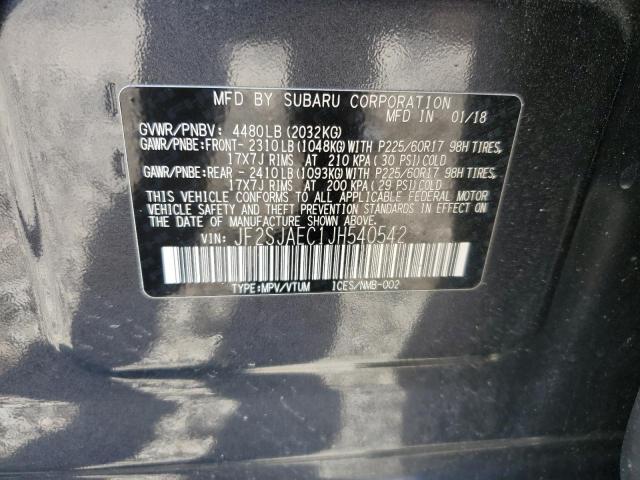 MFD BY SUBARU CORPORATION
MFD IN 01/18
GVWR/PNBV: 4480LB(2032KG)
GAWR/PNBE:FRONT- 2310LB(1048KG)WITH P225/60R17 98H TIRES,
17X7J RIMS AT 210 KPA(30 PSI)COLD
GAWR/PNBE:REAR - 2410LB(1093KG)WITH P225/60R17 98H TIRES,
17X7J RIMS AT 200 KPA(29 PSI)COLD
THIS VEHICLE CONFORMS TO ALL APPLICABLE FEDERAL MOTOR
VEHICLE SAFETY AND THEFT PREVENTION STANDARDS IN EFFECT
ON THE DATE OF MANUFACTURE SHOWN ABOVE.
VIN: JF2SJAEC1JH540542
TYPE:MPV/VTUM ICES/NMB-002